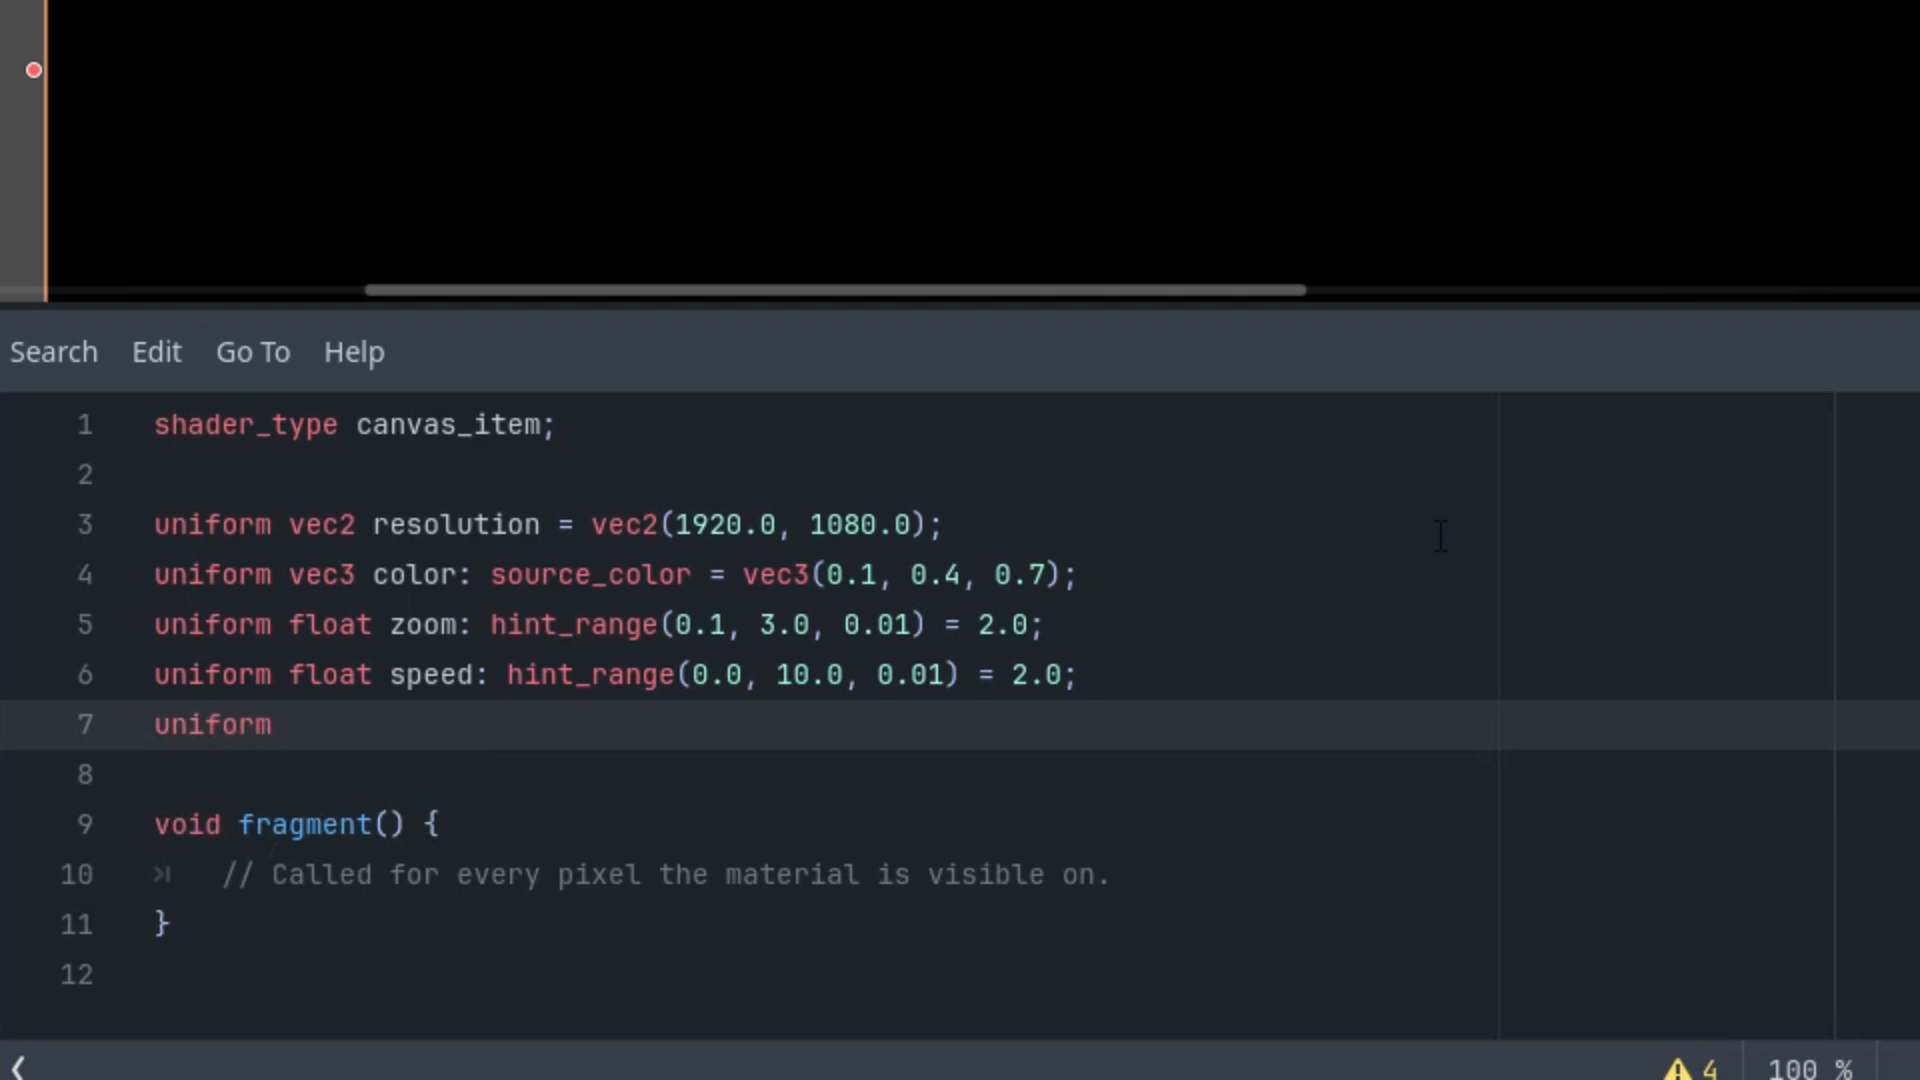 Search Edit Go To Help
1 shader_type canvas_item;
2
3 uniform vec2 resolution = vec2(1920.0, 1080.0);
4 uniform vec3 color: source_color = vec3(0.1, 0.4, 0.7);
5 uniform float zoom: hint_range(0.1, 3.0, 0.01) = 2.0;
6 uniform float speed: hint_range(0.0, 10.0, 0.01) = 2.0;
7 uniform
8
9 void fragment() {
10 // Called for every pixel the material is visible on.
11 }
12
4 100 %